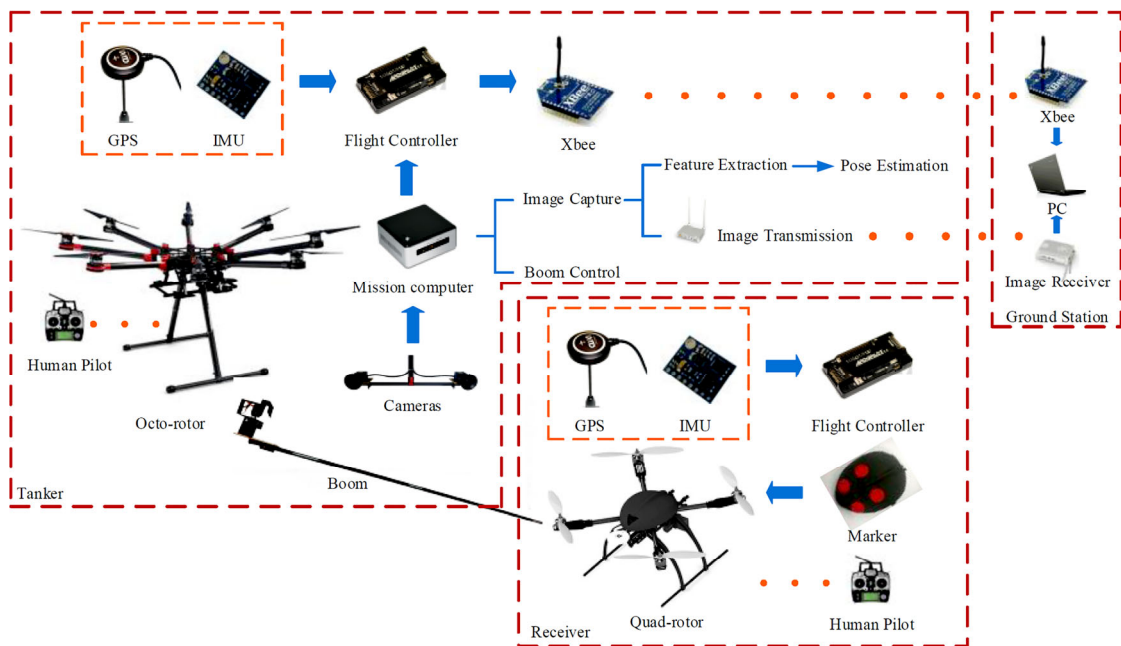 GPS
IMU
Flight Controller
XBee
Xbee
XBee
Xbee
Feature Extraction
Pose Estimation
Image Capture
PC
Image Transmission
Boom Control
Mission computer
Image Receiver
Ground Station
Human Pilot
Cameras
Octo-rotor
GPS
IMU
Flight Controller
Boom
Tanker
Marker
Quad-rotor
Human Pilot
Receiver